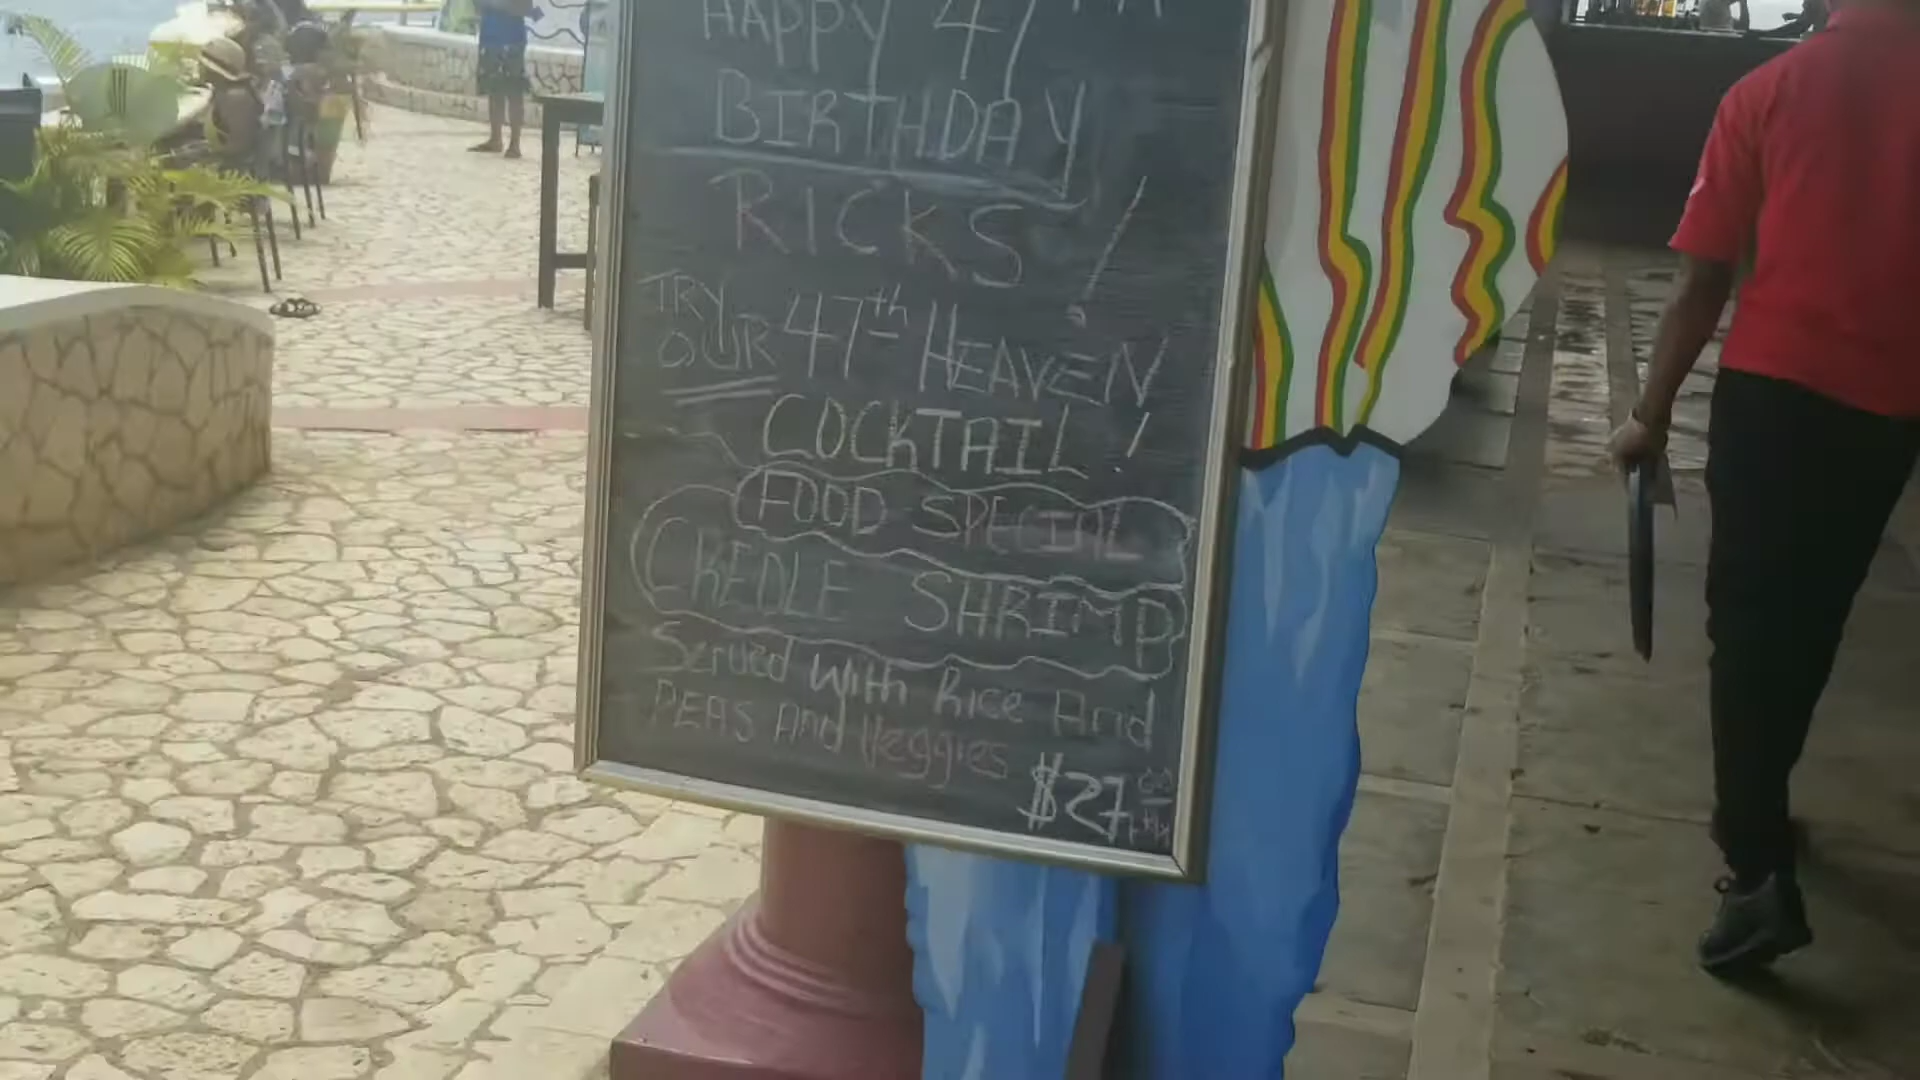 HAPPY 47TH
BIRTHDAY
RICKS!
TRY OUR 47th HEAVEN
COCKTAIL!
FOOD SPECIAL
CREOLE SHRIMP
Served With Rice And
PEAS And Veggies
$27.00